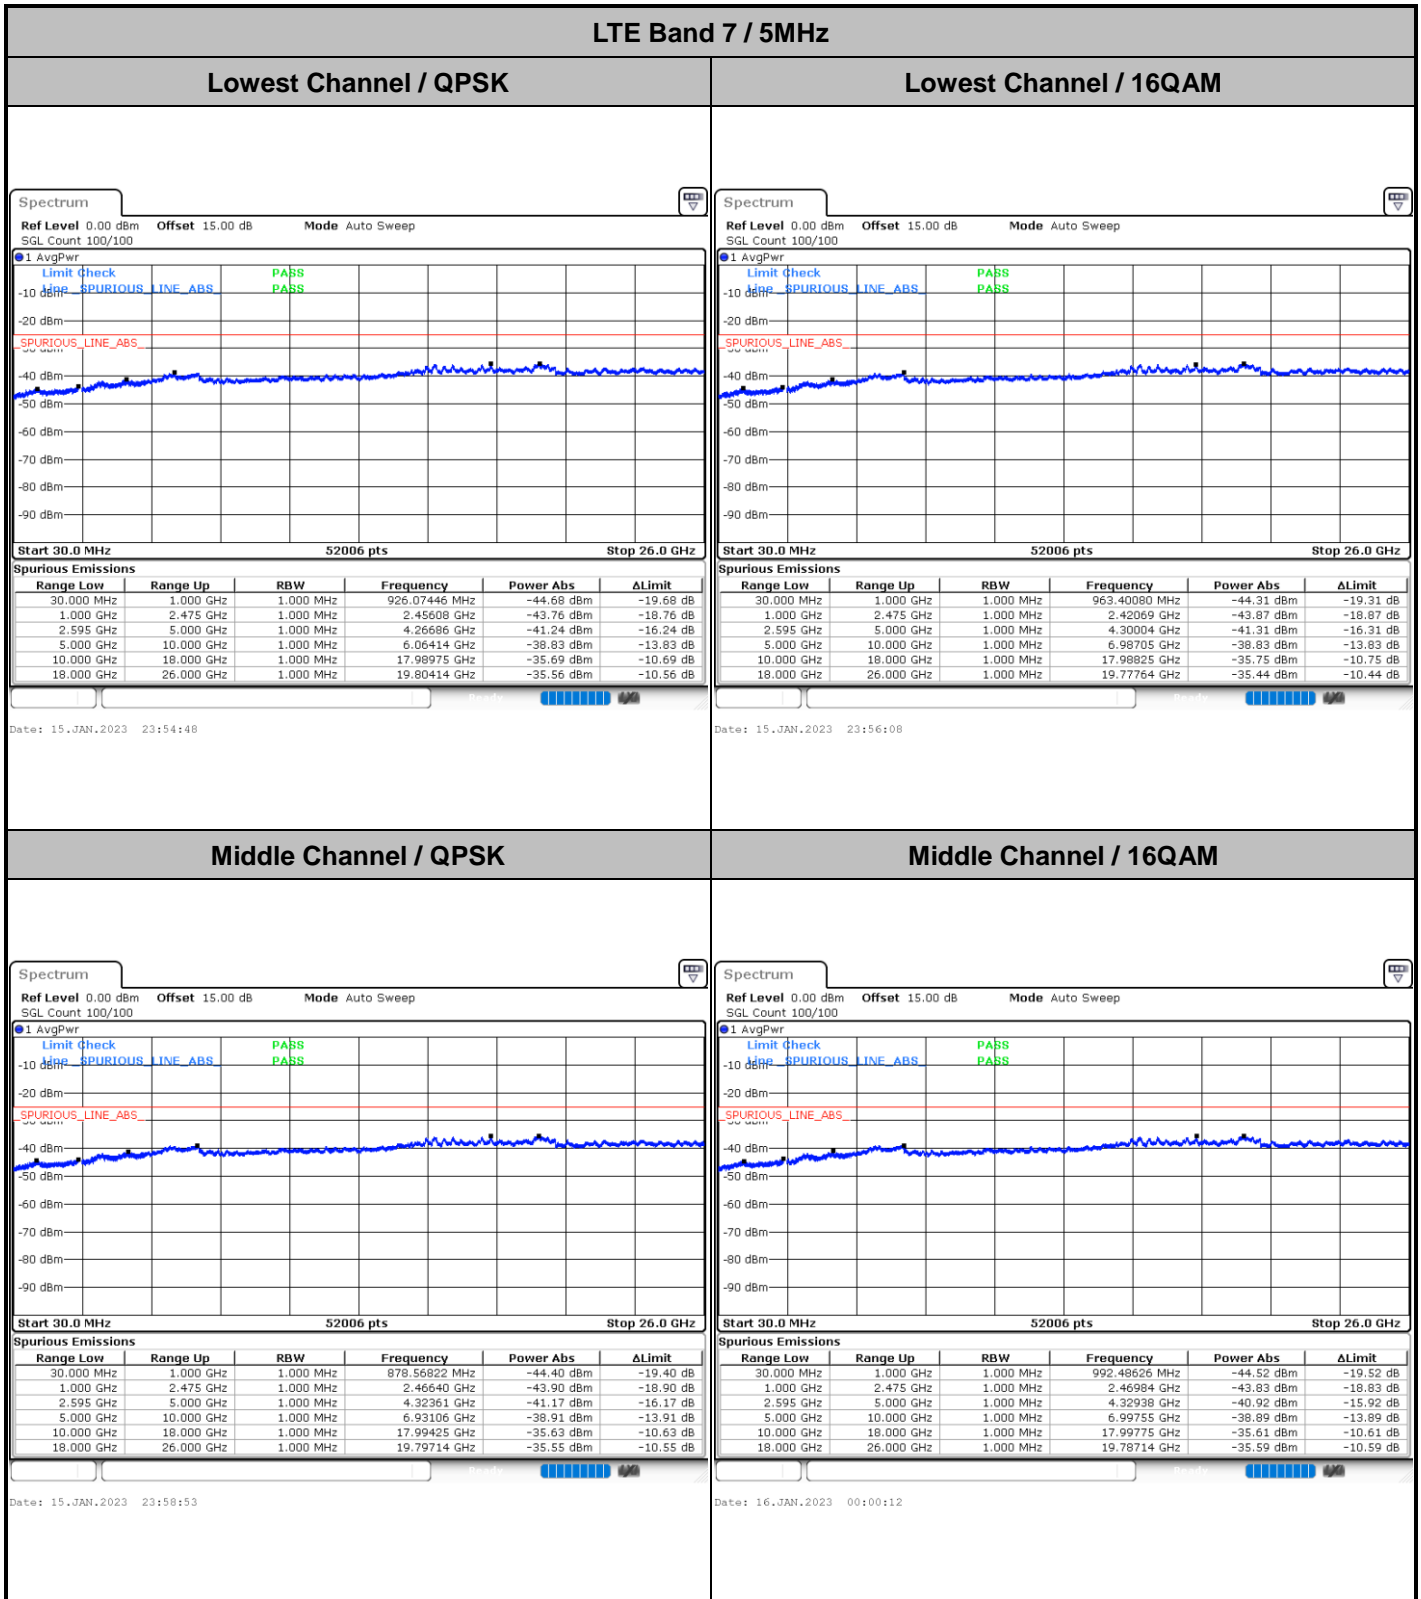 LTE Band 7 / 5MHz
Lowest Channel / QPSK
Lowest Channel / 16QAM
Spectrum
Ref Level 0.00 dBm Offset 15.00 dB Mode Auto Sweep
SGL Count 100/100
1 AvgPwr
Limit Check PASS
Line _SPURIOUS_LINE_ABS_ PASS
-10 dBm
-20 dBm
_SPURIOUS_LINE_ABS_
-40 dBm
-50 dBm
-60 dBm
-70 dBm
-80 dBm
-90 dBm
Start 30.0 MHz 52006 pts Stop 26.0 GHz
Spurious Emissions
Range Low Range Up RBW Frequency Power Abs ΔLimit
30.000 MHz 1.000 GHz 1.000 MHz 926.07446 MHz -44.68 dBm -19.68 dB
1.000 GHz 2.475 GHz 1.000 MHz 2.45608 GHz -43.76 dBm -18.76 dB
2.595 GHz 5.000 GHz 1.000 MHz 4.26686 GHz -41.24 dBm -16.24 dB
5.000 GHz 10.000 GHz 1.000 MHz 6.06414 GHz -38.83 dBm -13.83 dB
10.000 GHz 18.000 GHz 1.000 MHz 17.98975 GHz -35.69 dBm -10.69 dB
18.000 GHz 26.000 GHz 1.000 MHz 19.80414 GHz -35.56 dBm -10.56 dB
Ready
Date: 15.JAN.2023 23:54:48
Spectrum
Ref Level 0.00 dBm Offset 15.00 dB Mode Auto Sweep
SGL Count 100/100
1 AvgPwr
Limit Check PASS
Line _SPURIOUS_LINE_ABS_ PASS
-10 dBm
-20 dBm
_SPURIOUS_LINE_ABS_
-40 dBm
-50 dBm
-60 dBm
-70 dBm
-80 dBm
-90 dBm
Start 30.0 MHz 52006 pts Stop 26.0 GHz
Spurious Emissions
Range Low Range Up RBW Frequency Power Abs ΔLimit
30.000 MHz 1.000 GHz 1.000 MHz 963.40080 MHz -44.31 dBm -19.31 dB
1.000 GHz 2.475 GHz 1.000 MHz 2.42069 GHz -43.87 dBm -18.87 dB
2.595 GHz 5.000 GHz 1.000 MHz 4.30004 GHz -41.31 dBm -16.31 dB
5.000 GHz 10.000 GHz 1.000 MHz 6.98705 GHz -38.83 dBm -13.83 dB
10.000 GHz 18.000 GHz 1.000 MHz 17.98825 GHz -35.75 dBm -10.75 dB
18.000 GHz 26.000 GHz 1.000 MHz 19.77764 GHz -35.44 dBm -10.44 dB
Ready
Date: 15.JAN.2023 23:56:08
Middle Channel / QPSK
Middle Channel / 16QAM
Spectrum
Ref Level 0.00 dBm Offset 15.00 dB Mode Auto Sweep
SGL Count 100/100
1 AvgPwr
Limit Check PASS
Line _SPURIOUS_LINE_ABS_ PASS
-10 dBm
-20 dBm
_SPURIOUS_LINE_ABS_
-40 dBm
-50 dBm
-60 dBm
-70 dBm
-80 dBm
-90 dBm
Start 30.0 MHz 52006 pts Stop 26.0 GHz
Spurious Emissions
Range Low Range Up RBW Frequency Power Abs ΔLimit
30.000 MHz 1.000 GHz 1.000 MHz 878.56822 MHz -44.40 dBm -19.40 dB
1.000 GHz 2.475 GHz 1.000 MHz 2.46640 GHz -43.90 dBm -18.90 dB
2.595 GHz 5.000 GHz 1.000 MHz 4.32361 GHz -41.17 dBm -16.17 dB
5.000 GHz 10.000 GHz 1.000 MHz 6.93106 GHz -38.91 dBm -13.91 dB
10.000 GHz 18.000 GHz 1.000 MHz 17.99425 GHz -35.63 dBm -10.63 dB
18.000 GHz 26.000 GHz 1.000 MHz 19.79714 GHz -35.55 dBm -10.55 dB
Ready
Date: 15.JAN.2023 23:58:53
Spectrum
Ref Level 0.00 dBm Offset 15.00 dB Mode Auto Sweep
SGL Count 100/100
1 AvgPwr
Limit Check PASS
Line _SPURIOUS_LINE_ABS_ PASS
-10 dBm
-20 dBm
_SPURIOUS_LINE_ABS_
-40 dBm
-50 dBm
-60 dBm
-70 dBm
-80 dBm
-90 dBm
Start 30.0 MHz 52006 pts Stop 26.0 GHz
Spurious Emissions
Range Low Range Up RBW Frequency Power Abs ΔLimit
30.000 MHz 1.000 GHz 1.000 MHz 992.48626 MHz -44.52 dBm -19.52 dB
1.000 GHz 2.475 GHz 1.000 MHz 2.46984 GHz -43.83 dBm -18.83 dB
2.595 GHz 5.000 GHz 1.000 MHz 4.32938 GHz -40.92 dBm -15.92 dB
5.000 GHz 10.000 GHz 1.000 MHz 6.99755 GHz -38.89 dBm -13.89 dB
10.000 GHz 18.000 GHz 1.000 MHz 17.99775 GHz -35.61 dBm -10.61 dB
18.000 GHz 26.000 GHz 1.000 MHz 19.78714 GHz -35.59 dBm -10.59 dB
Ready
Date: 16.JAN.2023 00:00:12